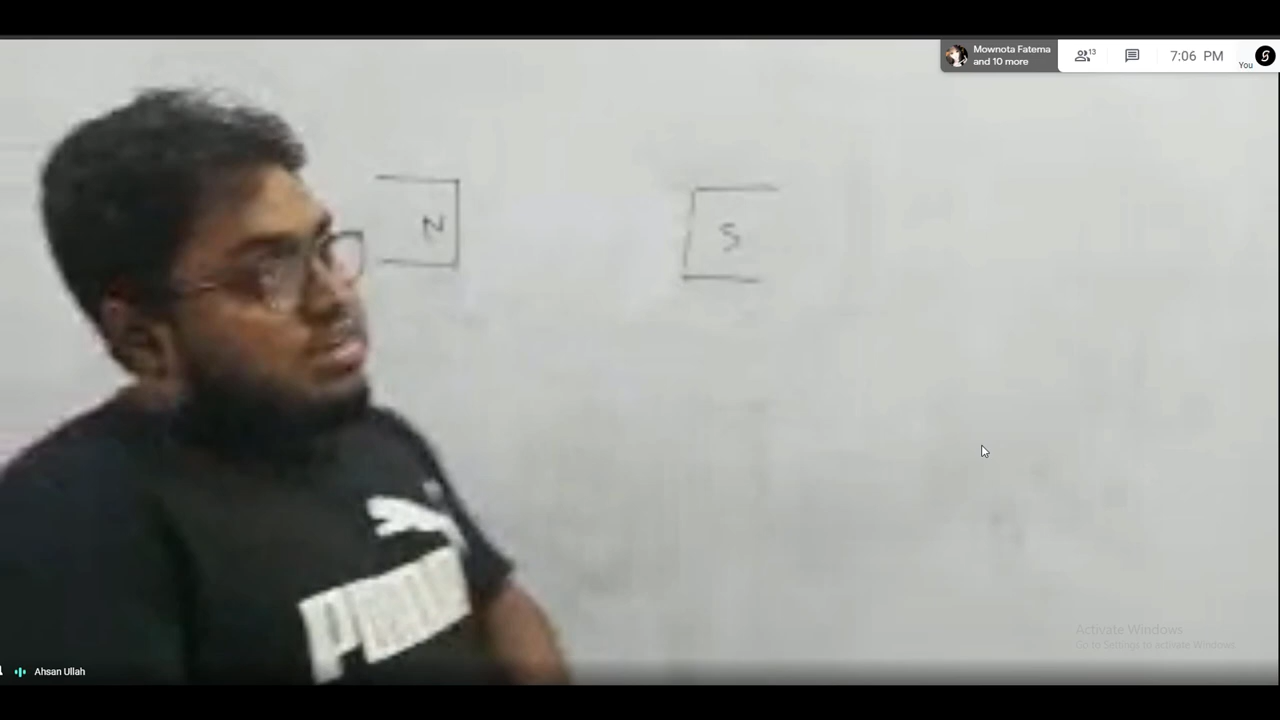 Mownota Fatema
and 10 more
13
7:06 PM
You
N
S
PUMA
Activate Windows
Go to Settings to activate Windows.
Ahsan Ullah